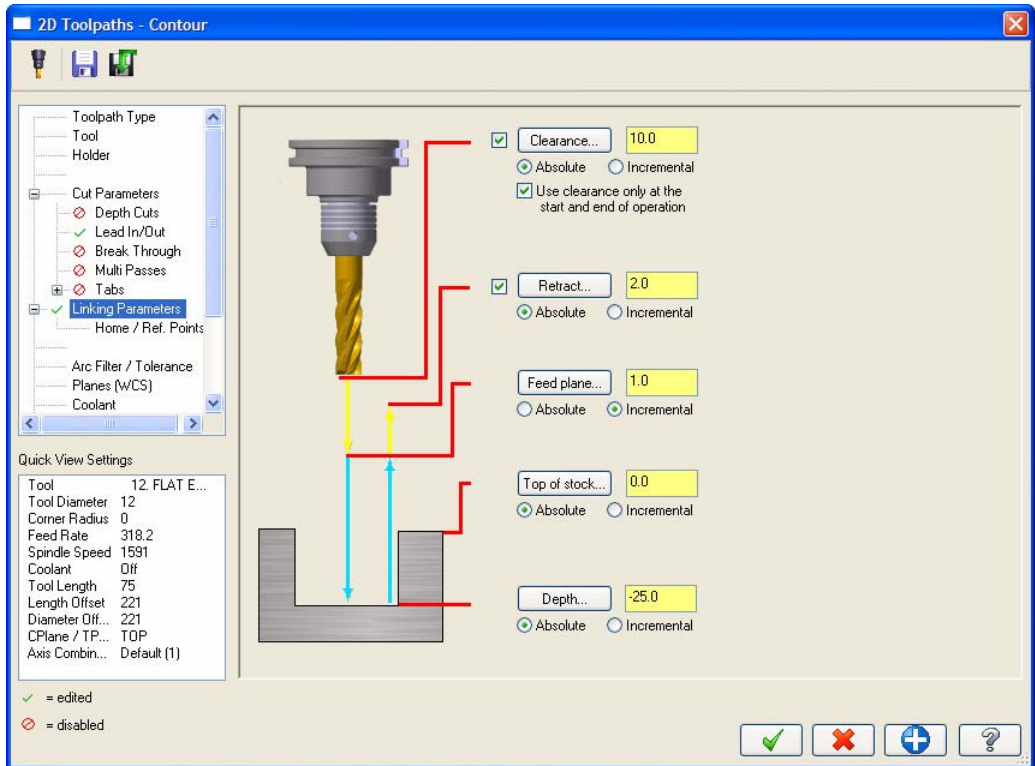 2D Toolpaths - Contour
Toolpath Type
Tool
Holder
Cut Parameters
Depth Cuts
Lead In/Out
Break Through
Multi Passes
Tabs
Linking Parameters
Home / Ref. Points
Arc Filter / Tolerance
Planes (WCS)
Coolant
Quick View Settings
Tool 12. FLAT E...
Tool Diameter 12
Corner Radius 0
Feed Rate 318.2
Spindle Speed 1591
Coolant Off
Tool Length 75
Length Offset 221
Diameter Off... 221
CPlane / TP... TOP
Axis Combin... Default (1)
= edited
= disabled
Clearance... 10.0
Absolute Incremental
Use clearance only at the
start and end of operation
Retract... 2.0
Absolute Incremental
Feed plane... 1.0
Absolute Incremental
Top of stock... 0.0
Absolute Incremental
Depth... -25.0
Absolute Incremental